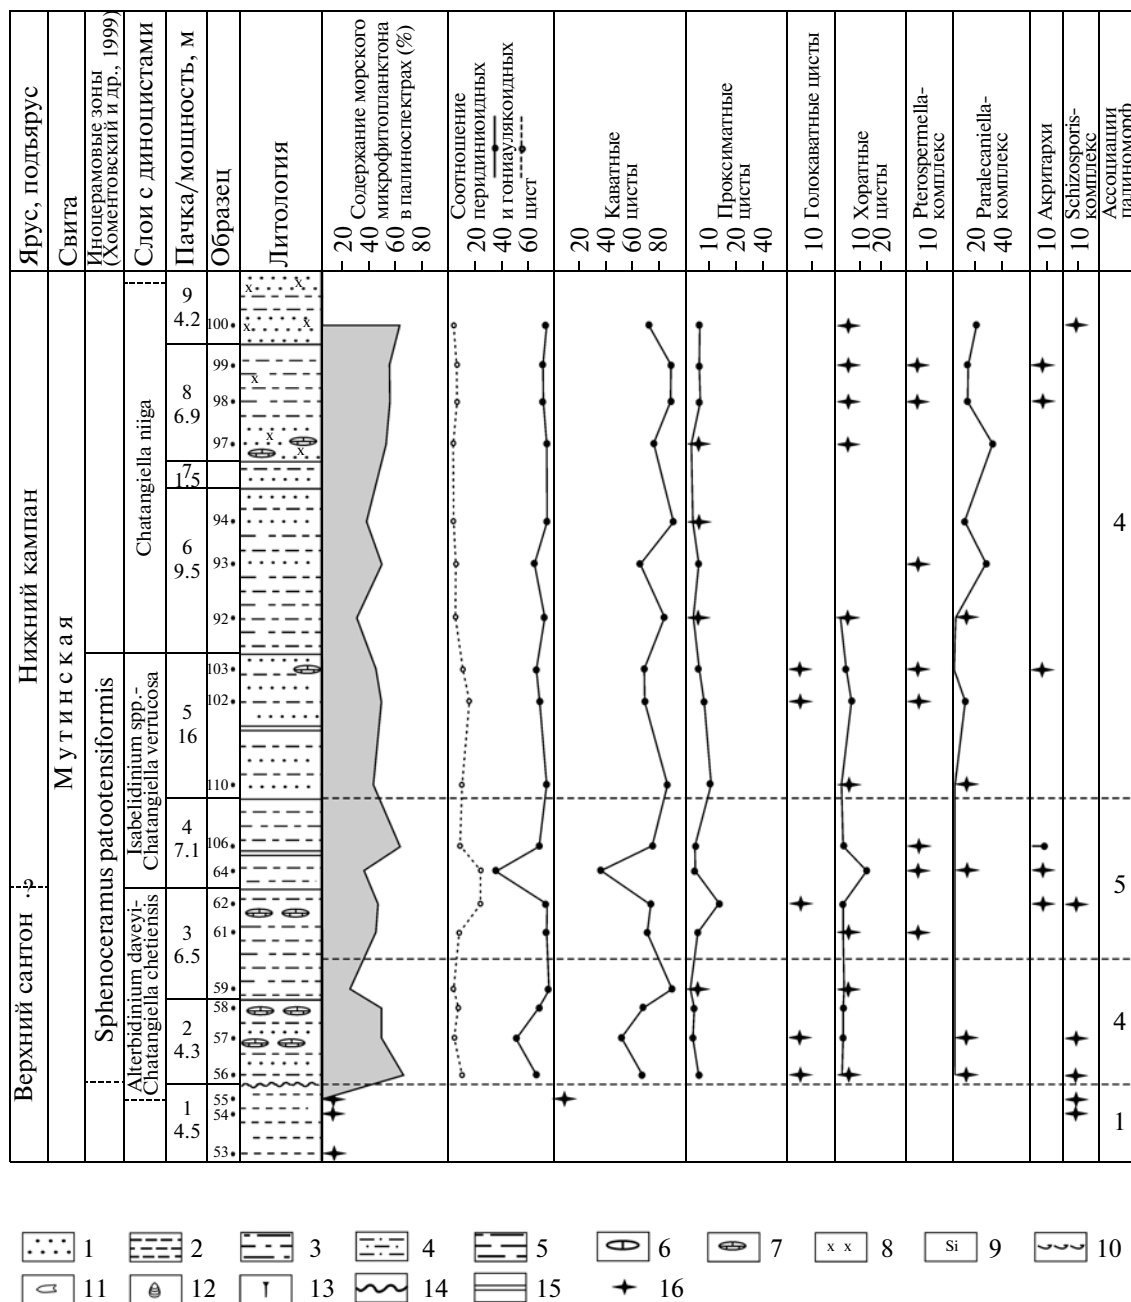 Ярус, подъярус
Свита
Иноцерамовые зоны
(Хоментовский и др., 1999)
Слои с диноцистами
Пачка/мощность, м
Образец
Литология
Содержание морского
микрофитопланктона
в палиноспектрах (%)
20 40 60 80
Соотношение
перидиниоидных
и гониаулякоидных
цист
20 40 60
Каватные
цисты
20 40 60 80
Проксиматные
цисты
10 20 40
Голокаватные цисты
10
Хоратные
цисты
10 20
Pterospermella-
комплекс
10
Paralecaniella-
комплекс
20 40
Акритархи
10
Schizosporis-
комплекс
10
Ассоциации
палиноморф
Нижний кампан
?
Верхний сантон
Мутинская
Sphenoceramus patootensiformis
Chatangiella niiga
Isabelidinium spp.-
Chatangiella verrucosa
Alterbidinium daveyi-
Chatangiella chetiensis
9
4.2
8
6.9
7
1.5
6
9.5
5
16
4
7.1
3
6.5
2
4.3
1
4.5
100
99
98
97
94
93
92
103
102
110
106
64
62
61
59
58
57
56
55
54
53
x x
x x
x
x
x
4
5
4
1
1 2 3 4 5 6 7 x x 8 Si 9 10
11 12 13 14 15 16